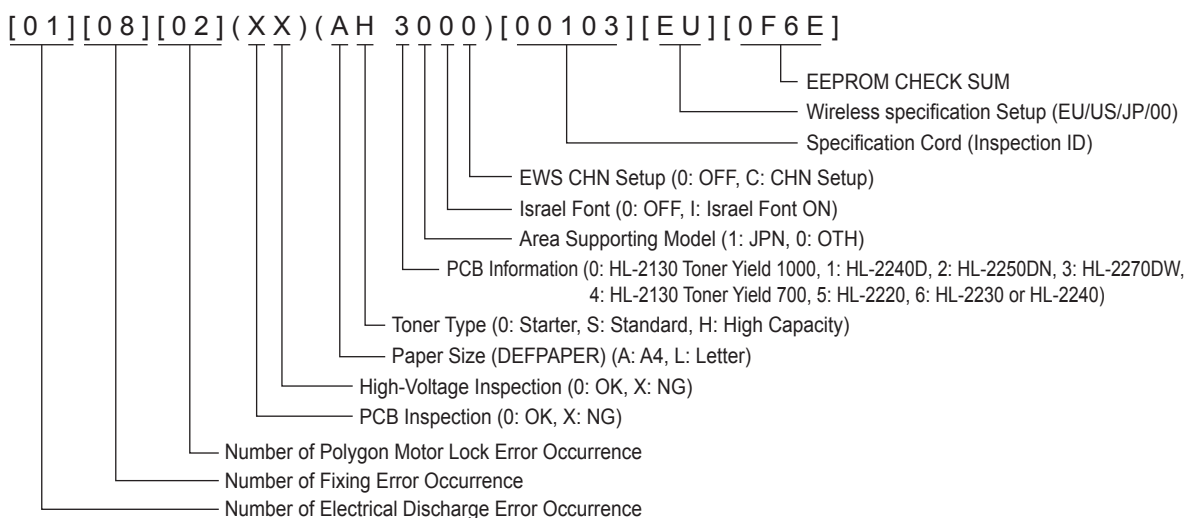 [01][08][02](XX)(AH 3000)[00103][EU][0F6E]
EEPROM CHECK SUM
Wireless specification Setup (EU/US/JP/00)
Specification Cord (Inspection ID)
EWS CHN Setup (0: OFF, C: CHN Setup)
Israel Font (0: OFF, I: Israel Font ON)
Area Supporting Model (1: JPN, 0: OTH)
PCB Information (0: HL-2130 Toner Yield 1000, 1: HL-2240D, 2: HL-2250DN, 3: HL-2270DW,
4: HL-2130 Toner Yield 700, 5: HL-2220, 6: HL-2230 or HL-2240)
Toner Type (0: Starter, S: Standard, H: High Capacity)
Paper Size (DEFPAPER) (A: A4, L: Letter)
High-Voltage Inspection (0: OK, X: NG)
PCB Inspection (0: OK, X: NG)
Number of Polygon Motor Lock Error Occurrence
Number of Fixing Error Occurrence
Number of Electrical Discharge Error Occurrence